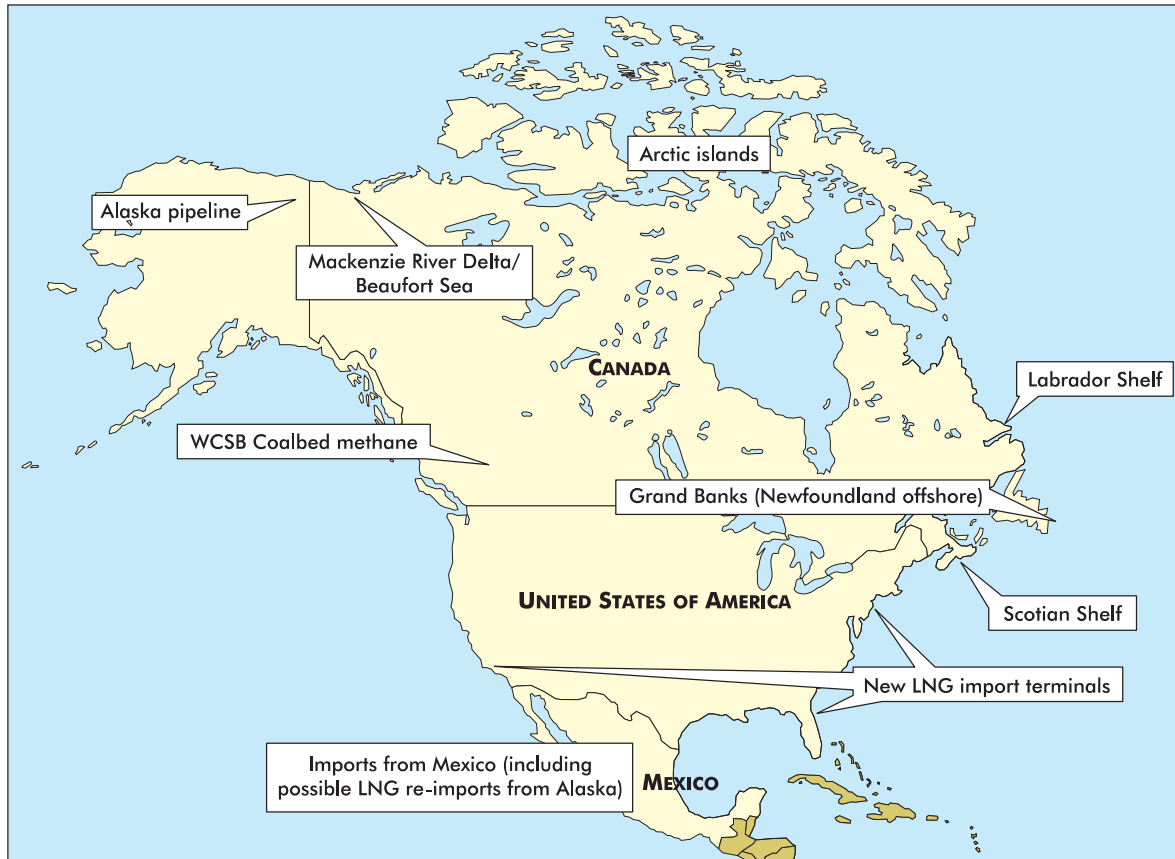 Arctic islands
Alaska pipeline
Mackenzie River Delta/
Beaufort Sea
CANADA
Labrador Shelf
WCSB Coalbed methane
Grand Banks (Newfoundland offshore)
UNITED STATES OF AMERICA
Scotian Shelf
New LNG import terminals
Imports from Mexico (including
possible LNG re-imports from Alaska)
MEXICO